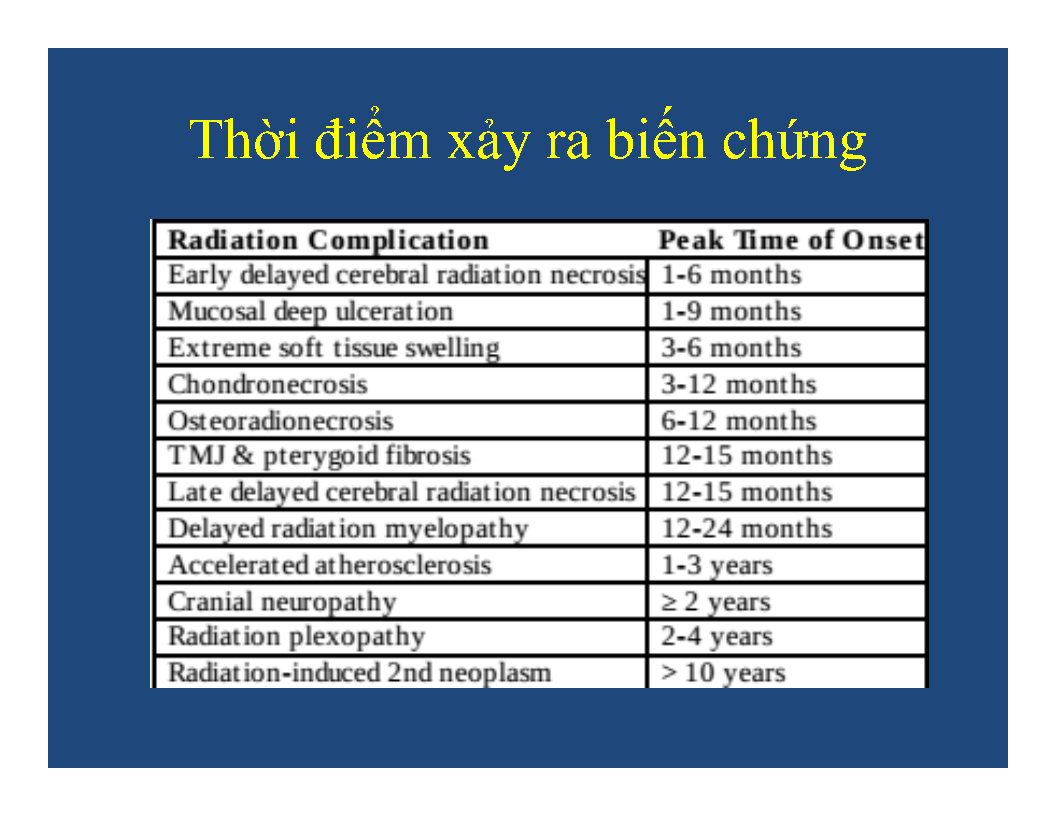 Thời điểm xảy ra biến chứng
Radiation Complication Peak Time of Onset
Early delayed cerebral radiation necrosis 1-6 months
Mucosal deep ulceration 1-9 months
Extreme soft tissue swelling 3-6 months
Chondronecrosis 3-12 months
Osteoradionecrosis 6-12 months
TMJ & pterygoid fibrosis 12-15 months
Late delayed cerebral radiation necrosis 12-15 months
Delayed radiation myelopathy 12-24 months
Accelerated atherosclerosis 1-3 years
Cranial neuropathy ≥ 2 years
Radiation plexopathy 2-4 years
Radiation-induced 2nd neoplasm > 10 years